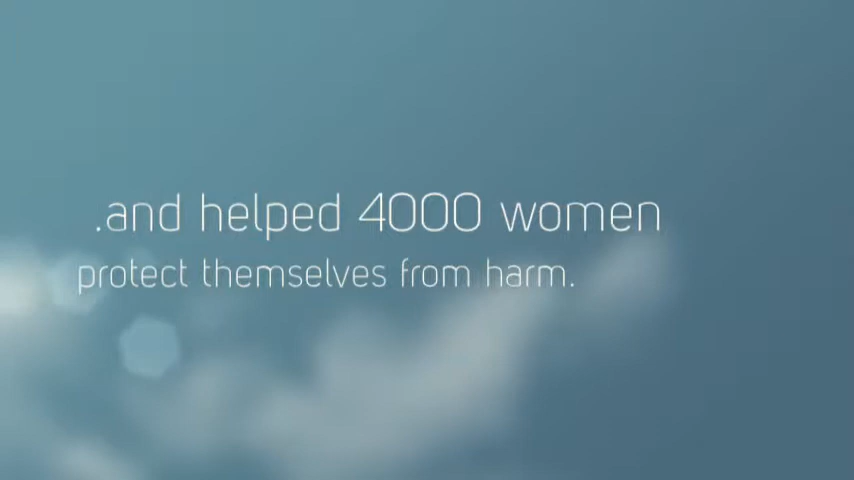 .and helped 4000 women
protect themselves from harm.